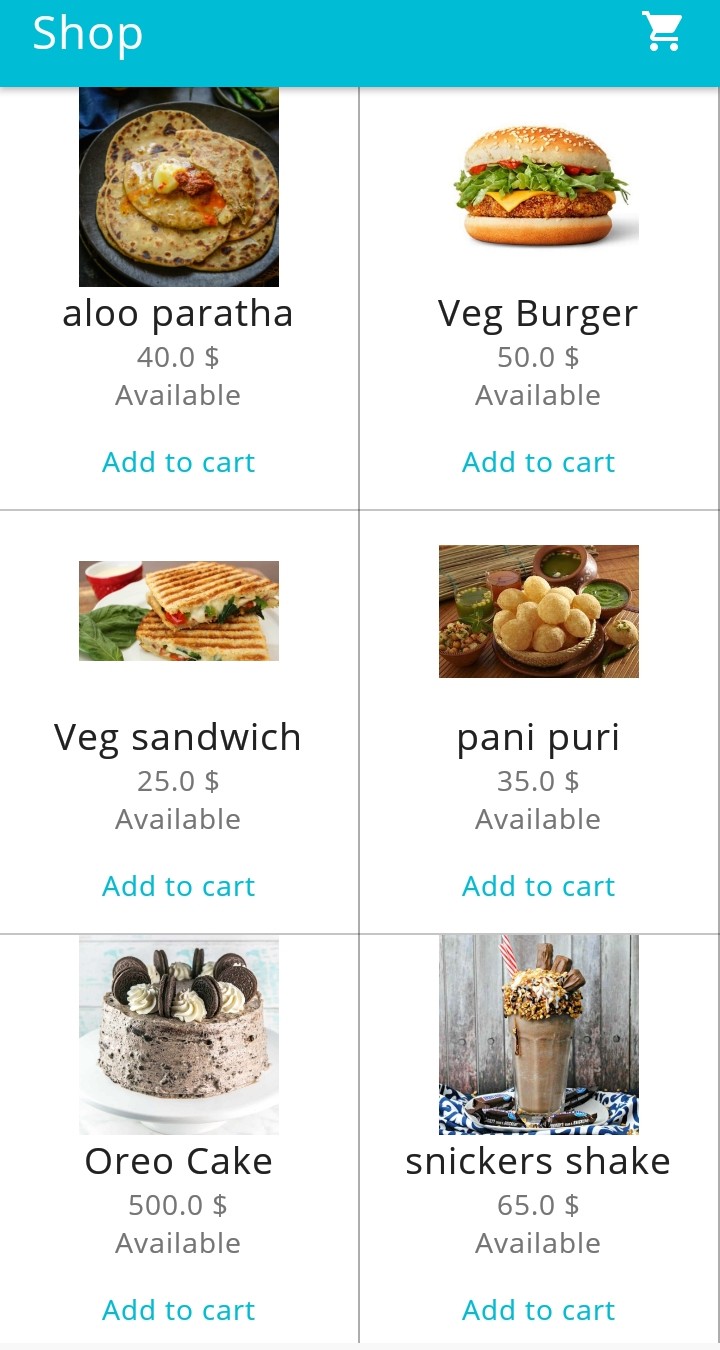 Shop
aloo paratha
40.0 $
Available
Add to cart
Veg Burger
50.0 $
Available
Add to cart
Veg sandwich
25.0 $
Available
Add to cart
pani puri
35.0 $
Available
Add to cart
Oreo Cake
500.0 $
Available
Add to cart
snickers shake
65.0 $
Available
Add to cart